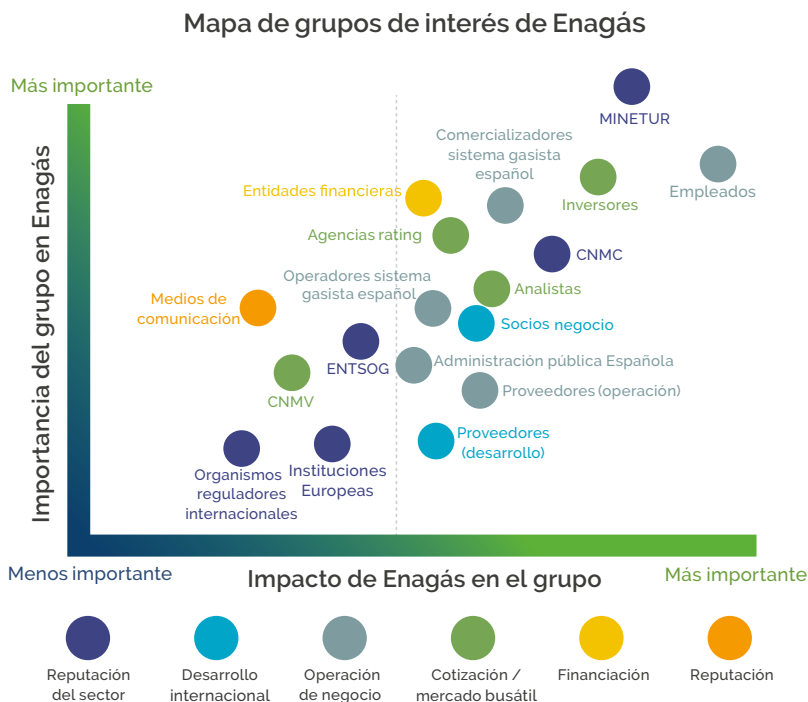 Mapa de grupos de interés de Enagás
Más importante
Importancia del grupo en Enagás
MINETUR
Comercializadores
sistema gasista
español
Empleados
Entidades financieras
Inversores
Agencias rating
CNMC
Operadores sistema
gasista español
Analistas
Medios de
comunicación
Socios negocio
ENTSOG
Administración pública Española
CNMV
Proveedores (operación)
Proveedores
(desarrollo)
Organismos
reguladores
internacionales
Instituciones
Europeas
Menos importante
Impacto de Enagás en el grupo
Más importante
Reputación
del sector
Desarrollo
internacional
Operación
de negocio
Cotización /
mercado busátil
Financiación
Reputación